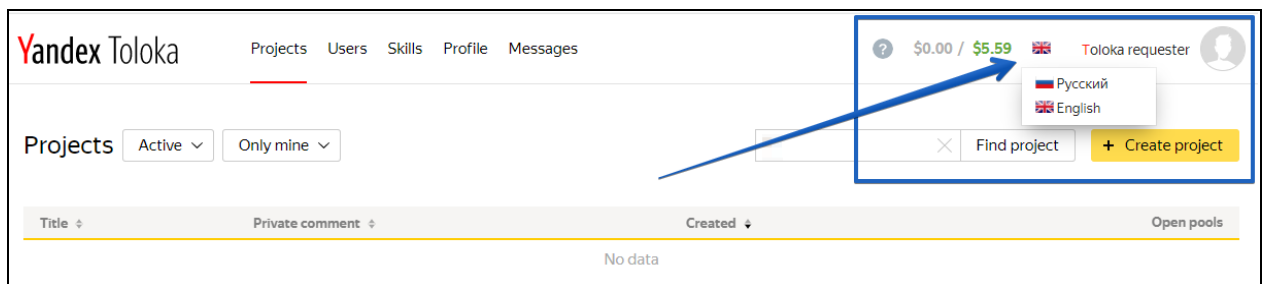 Yandex Toloka Projects Users Skills Profile Messages ? $0.00 / $5.59 Toloka requester
Русский
English
Projects Active Only mine Find project + Create project
Title Private comment Created Open pools
No data